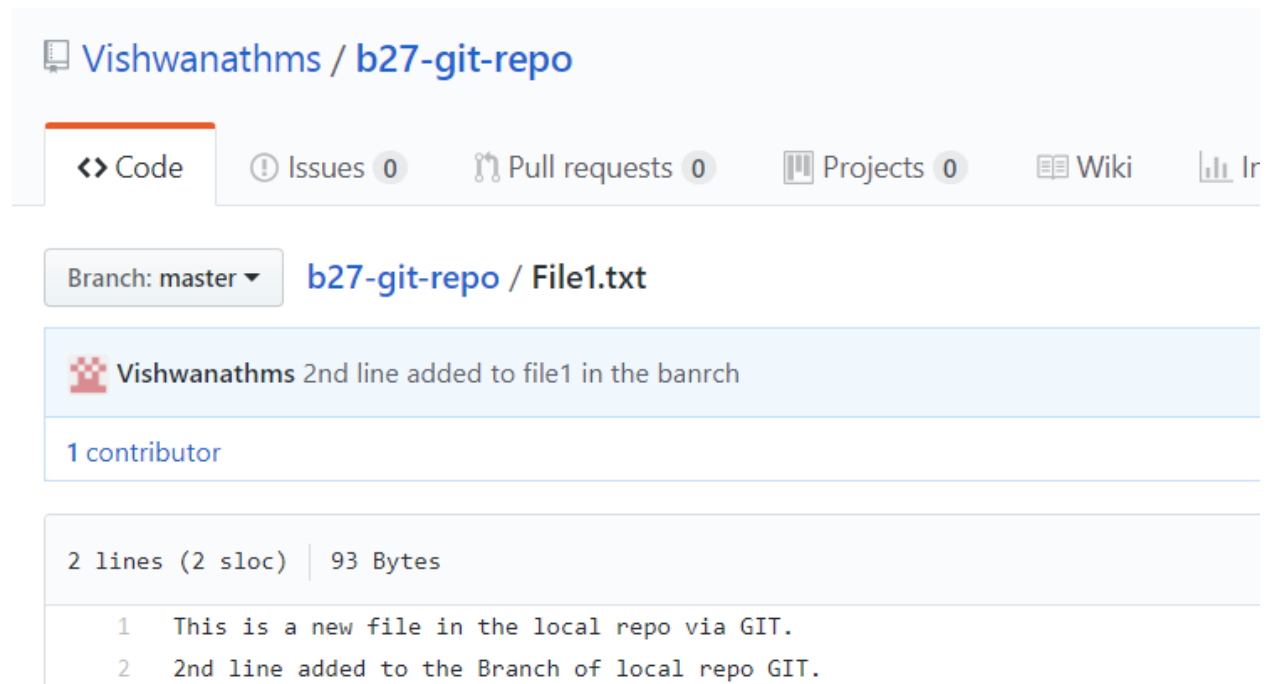 Vishwanathms / b27-git-repo
Code Issues 0 Pull requests 0 Projects 0 Wiki
Branch: master b27-git-repo / File1.txt
Vishwanathms 2nd line added to file1 in the banrch
1 contributor
2 lines (2 sloc) 93 Bytes
1 This is a new file in the local repo via GIT.
2 2nd line added to the Branch of local repo GIT.